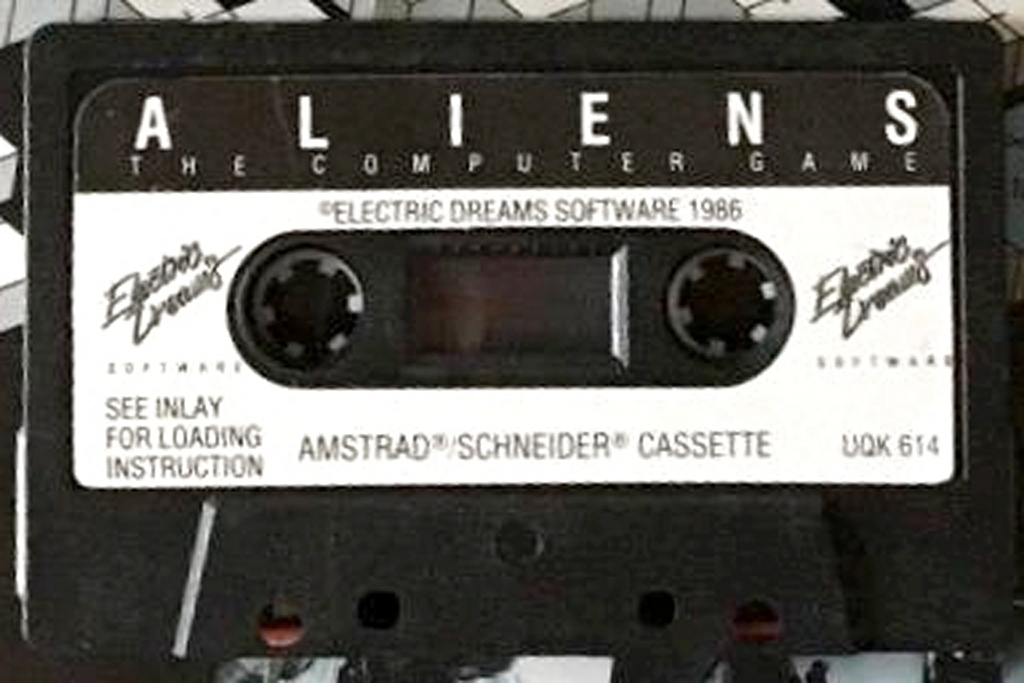 ALIENS
THE COMPUTER GAME
©ELECTRIC DREAMS SOFTWARE 1986
Electric Dreams
SOFTWARE
Electric Dreams
SOFTWARE
SEE INLAY
FOR LOADING
INSTRUCTION
AMSTRAD®/SCHNEIDER® CASSETTE
UQK 614